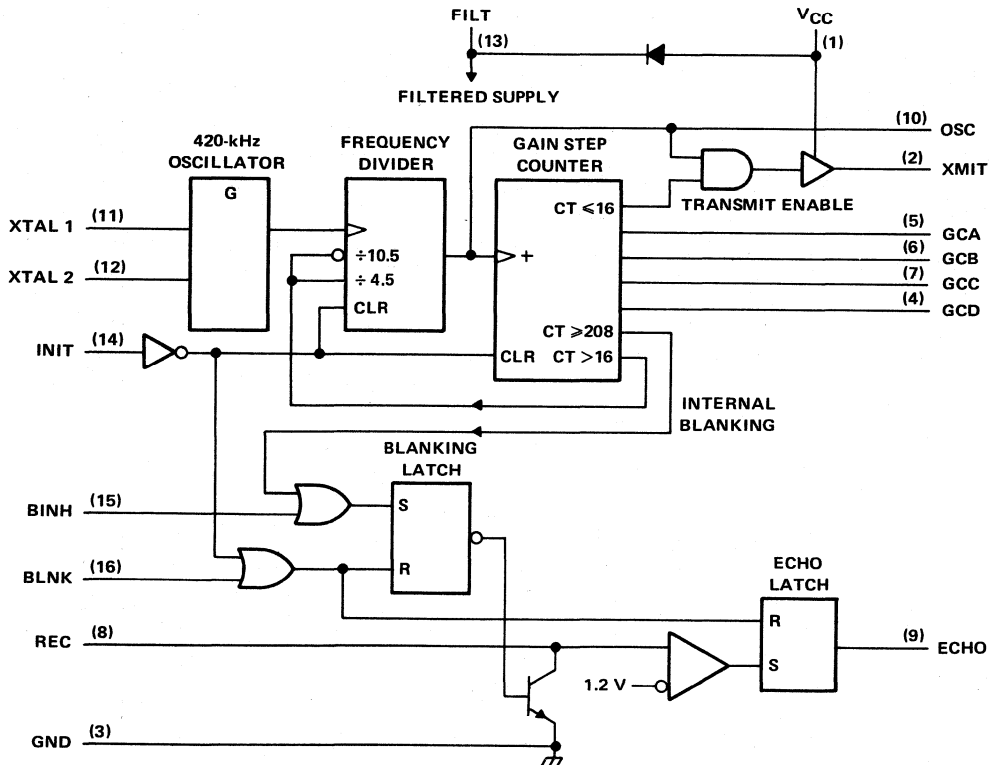 FILT
VCC
(13)
(1)
FILTERED SUPPLY
420-kHz
OSCILLATOR
FREQUENCY
DIVIDER
GAIN STEP
COUNTER
(10) OSC
(2) XMIT
TRANSMIT ENABLE
G
CT ≤16
XTAL 1 (11)
(5) GCA
÷10.5
+
(6) GCB
XTAL 2 (12)
÷ 4.5
(7) GCC
CLR
(4) GCD
CT ≥208
INIT (14)
CLR
CT >16
INTERNAL
BLANKING
BLANKING
LATCH
BINH (15)
S
BLNK (16)
R
ECHO
LATCH
REC (8)
R
(9) ECHO
S
1.2 V
GND (3)